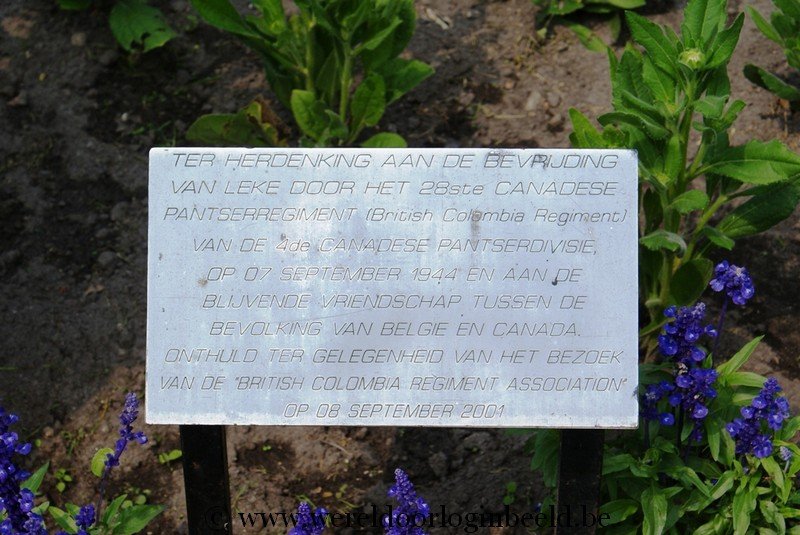 TER HERDENKING AAN DE BEVRIJDING
VAN LEKE DOOR HET 28ste CANADESE
PANTSERREGIMENT (British Colombia Regiment)
VAN DE 4de CANADESE PANTSERDIVISIE,
OP 07 SEPTEMBER 1944 EN AAN DE
BLIJVENDE VRIENDSCHAP TUSSEN DE
BEVOLKING VAN BELGIE EN CANADA.
ONTHULD TER GELEGENHEID VAN HET BEZOEK
VAN DE "BRITISH COLOMBIA REGIMENT ASSOCIATION"
OP 08 SEPTEMBER 2001
© www.wereldoorloginbeeld.be